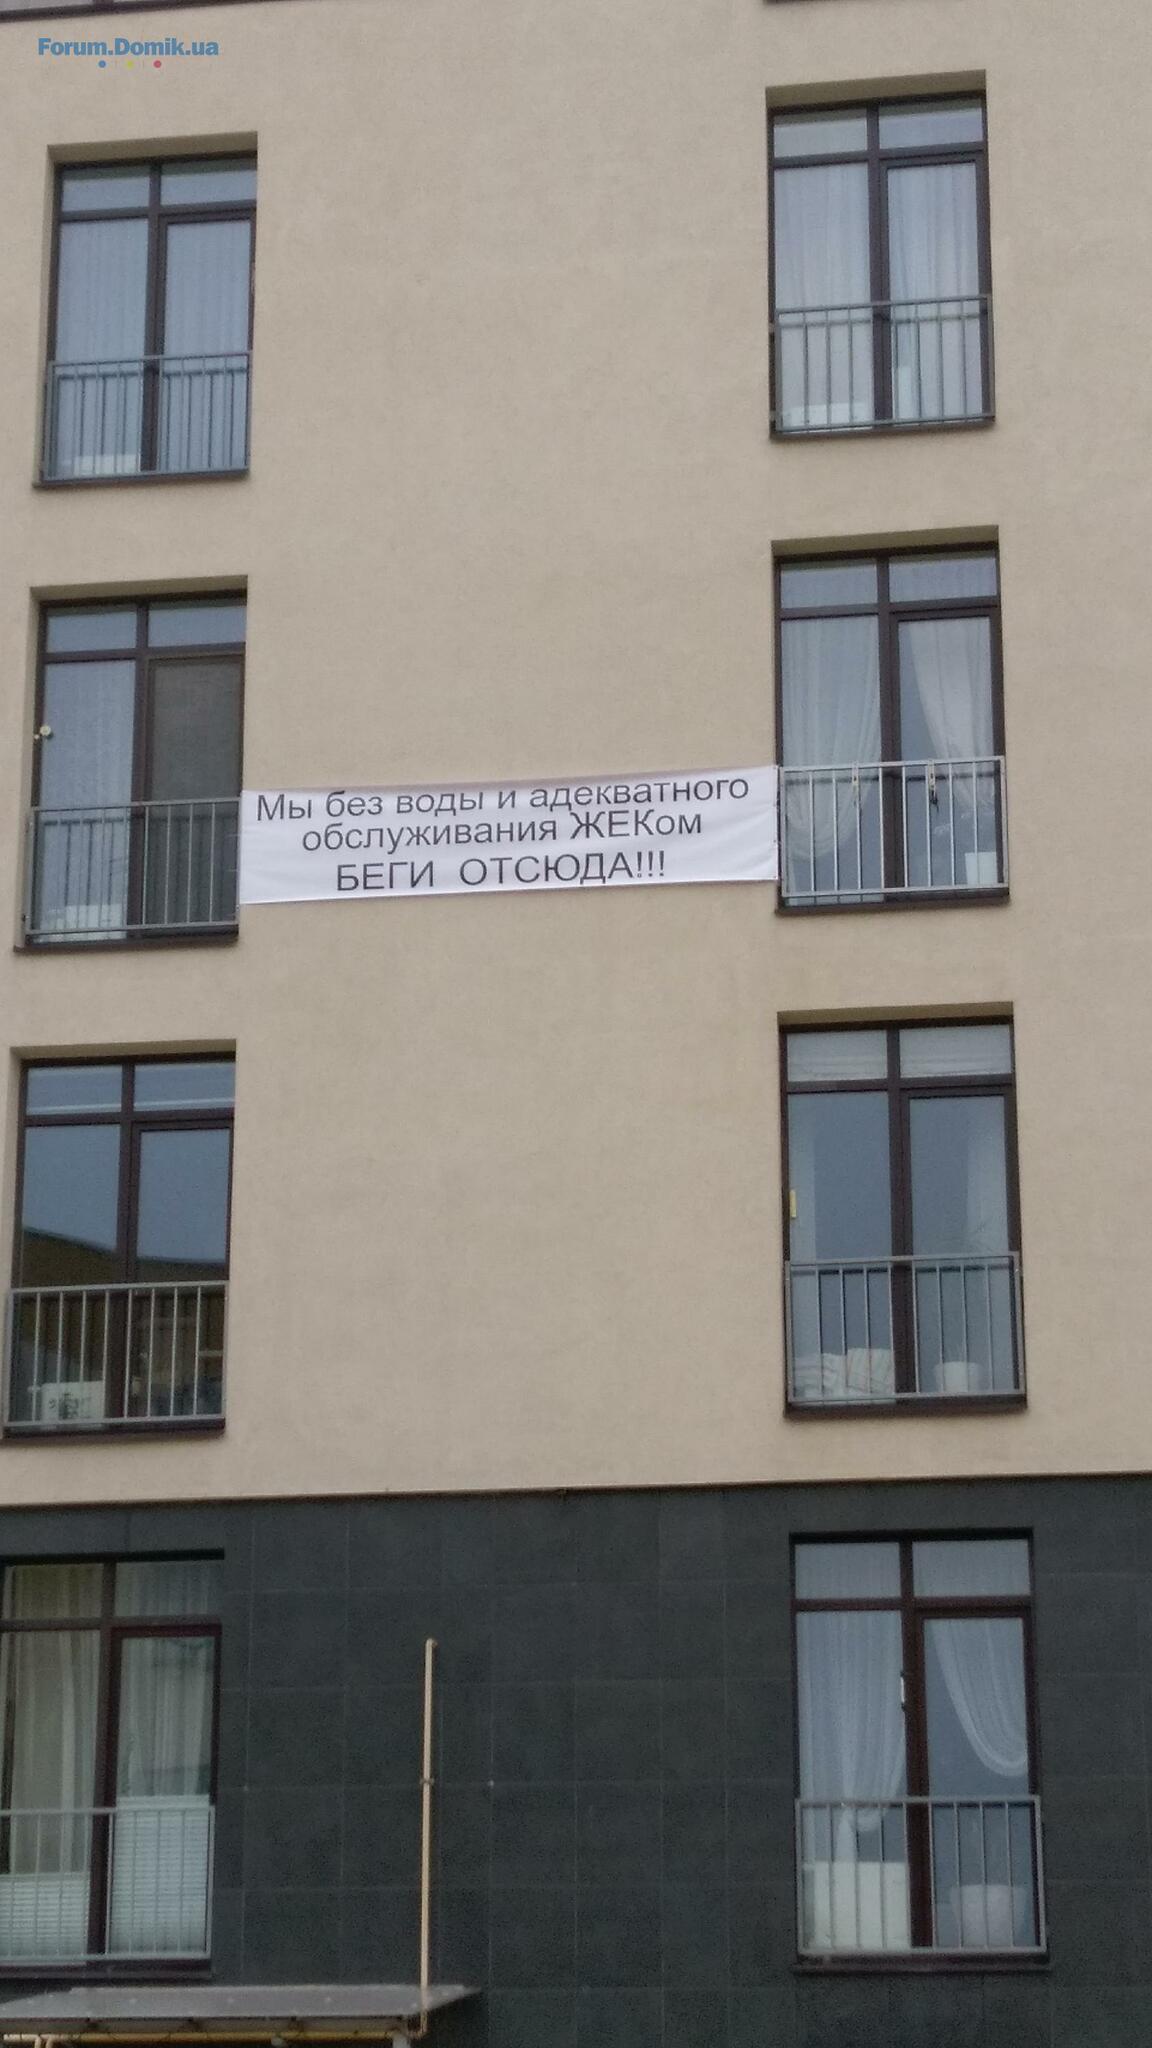 Forum.Domik.ua
Мы без воды и адекватного
обслуживания ЖЕКом
БЕГИ ОТСЮДА!!!